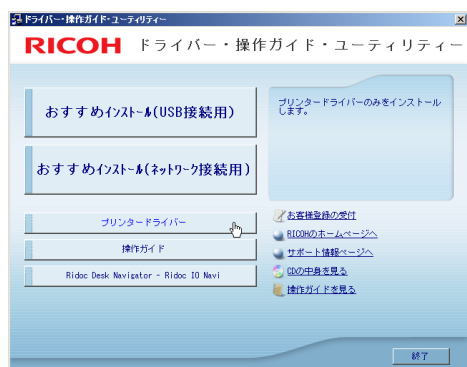 ドライバー・操作ガイド・ユーティリティー
RICOH ドライバー・操作ガイド・ユーティリティー
おすすめインストール(USB接続用)
おすすめインストール(ネットワーク接続用)
プリンタードライバー
操作ガイド
Ridoc Desk Navigator - Ridoc IO Navi
プリンタードライバーのみをインストール
します。
お客様登録の受付
RICOHのホームページへ
サポート情報ページへ
CDの中身を見る
操作ガイドを見る
終了